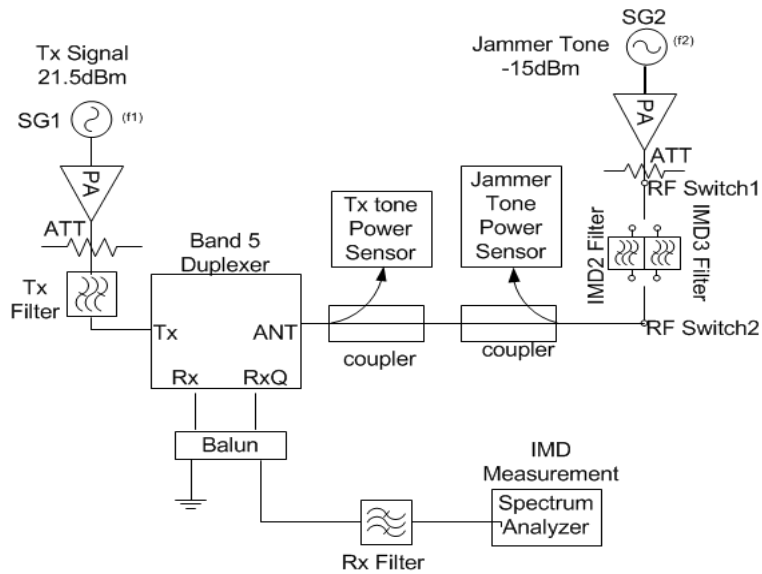 SG2
Jammer Tone
-15dBm
(f2)
Tx Signal
21.5dBm
SG1
(f1)
PA
PA
ATT
ATT
RF Switch1
Tx tone
Power
Sensor
Jammer
Tone
Power
Sensor
IMD2 Filter
IMD3 Filter
Tx
Filter
Band 5
Duplexer
Tx
ANT
Rx
RxQ
coupler
coupler
RF Switch2
Balun
IMD
Measurement
Spectrum
Analyzer
Rx Filter